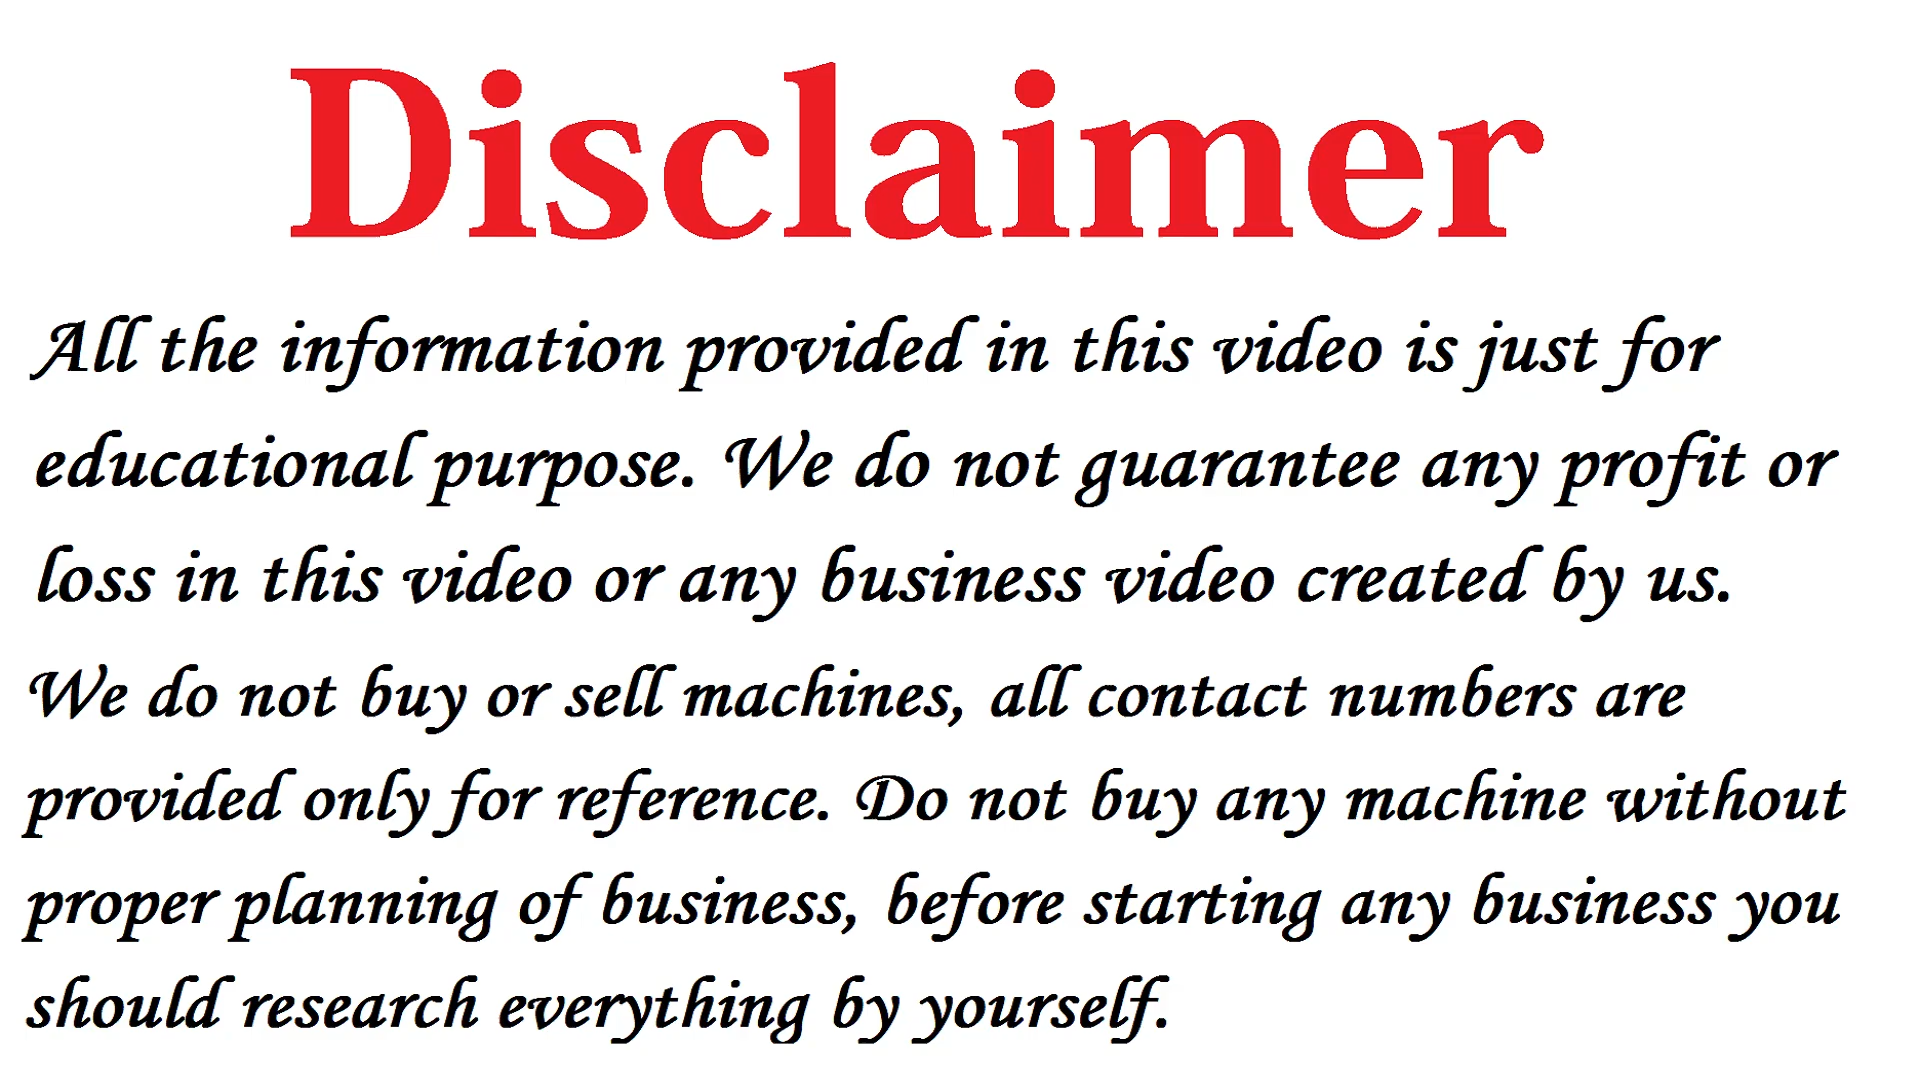 Disclaimer
All the information provided in this video is just for
educational purpose. We do not guarantee any profit or
loss in this video or any business video created by us.
We do not buy or sell machines, all contact numbers are
provided only for reference. Do not buy any machine without
proper planning of business, before starting any business you
should research everything by yourself.